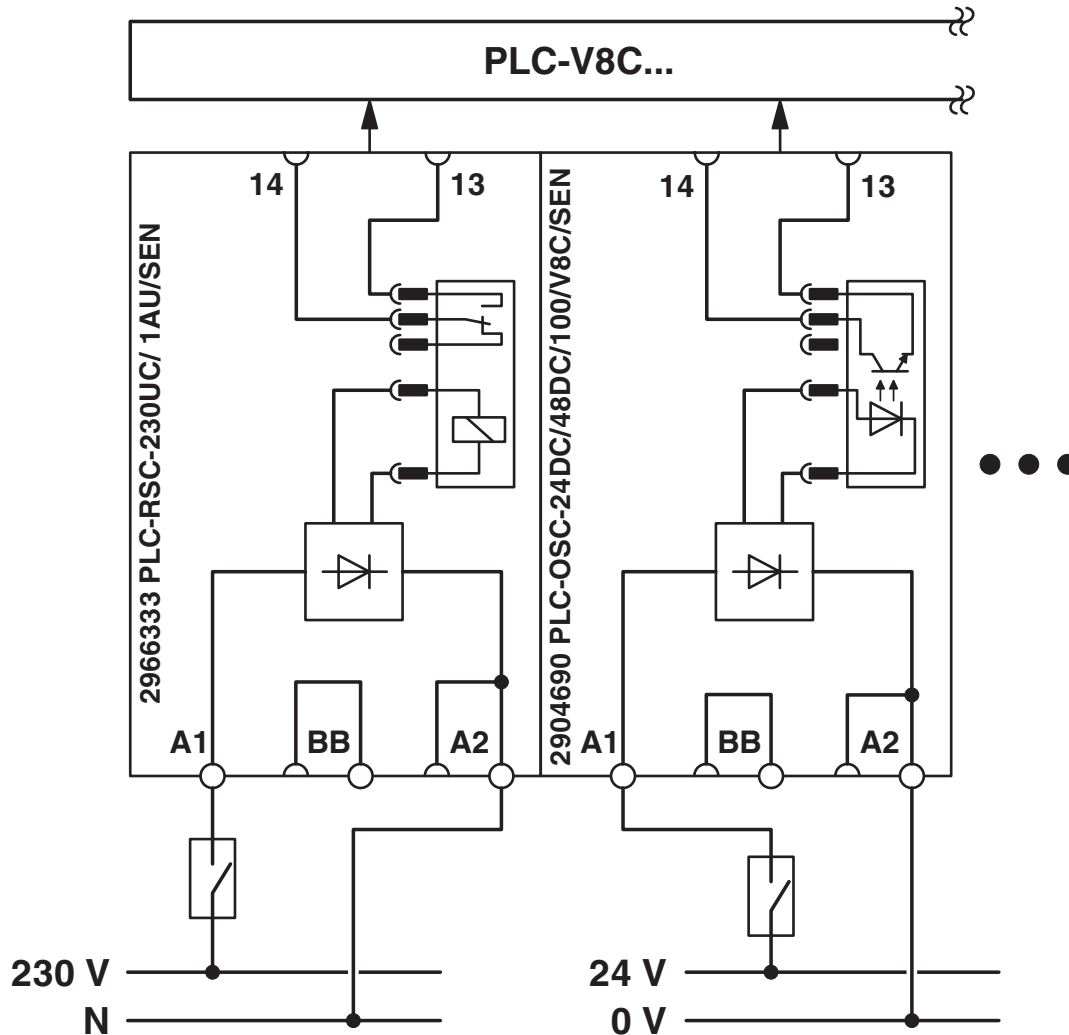 PLC-V8C...
14
13
14
13
2966333 PLC-RSC-230UC/ 1AU/SEN
2904690 PLC-OSC-24DC/48DC/100/V8C/SEN
A1
BB
A2
A1
BB
A2
230 V
24 V
N
0 V